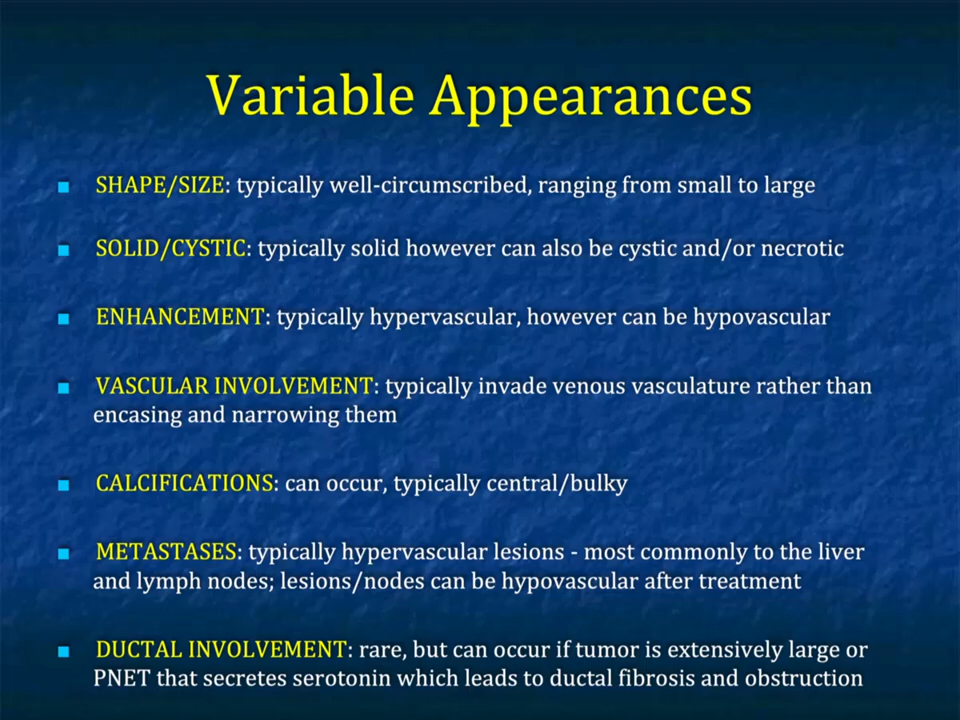 Variable Appearances
SHAPE/SIZE: typically well-circumscribed, ranging from small to large
SOLID/CYSTIC: typically solid however can also be cystic and/or necrotic
ENHANCEMENT: typically hypervascular, however can be hypovascular
VASCULAR INVOLVEMENT: typically invade venous vasculature rather than
encasing and narrowing them
CALCIFICATIONS: can occur, typically central/bulky
METASTASES: typically hypervascular lesions - most commonly to the liver
and lymph nodes; lesions/nodes can be hypovascular after treatment
DUCTAL INVOLVEMENT: rare, but can occur if tumor is extensively large or
PNET that secretes serotonin which leads to ductal fibrosis and obstruction